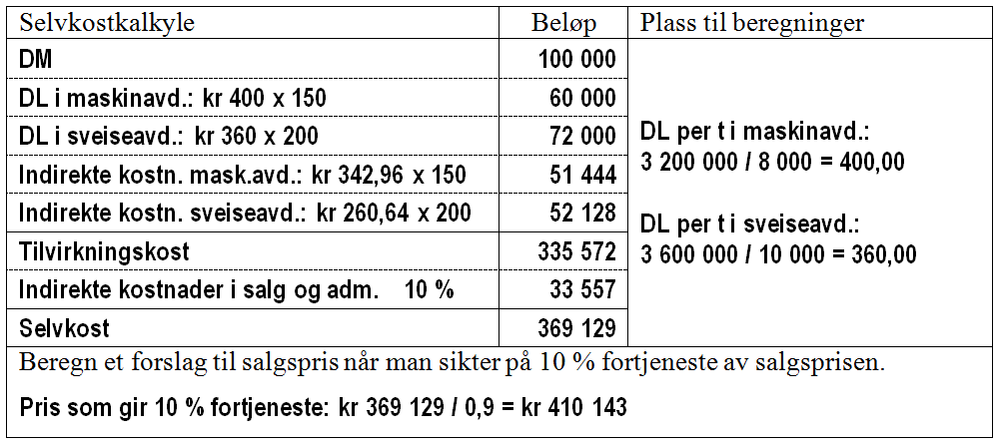 Selvkostkalkyle Beløp Plass til beregninger
DM 100 000
DL i maskinavd.: kr 400 x 150 60 000
DL i sveiseavd.: kr 360 x 200 72 000
Indirekte kostn. mask.avd.: kr 342,96 x 150 51 444
Indirekte kostn. sveiseavd.: kr 260,64 x 200 52 128
Tilvirkningskost 335 572
Indirekte kostnader i salg og adm. 10 % 33 557
Selvkost 369 129
DL per t i maskinavd.:
3 200 000 / 8 000 = 400,00
DL per t i sveiseavd.:
3 600 000 / 10 000 = 360,00
Beregn et forslag til salgspris når man sikter på 10 % fortjeneste av salgsprisen.
Pris som gir 10 % fortjeneste: kr 369 129 / 0,9 = kr 410 143